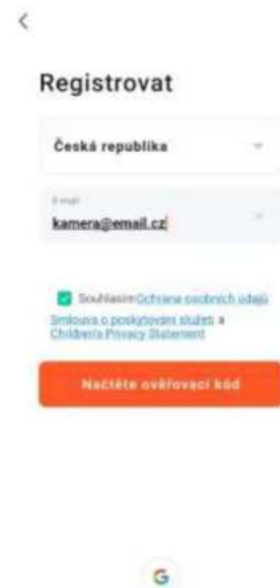 Registrovat
Česká republika
E-mail
kamera@email.cz
Souhlasím Ochrana osobních údajů
Smlouva o poskytování služeb a
Children's Privacy Statement
Načtěte ověřovací kód
G